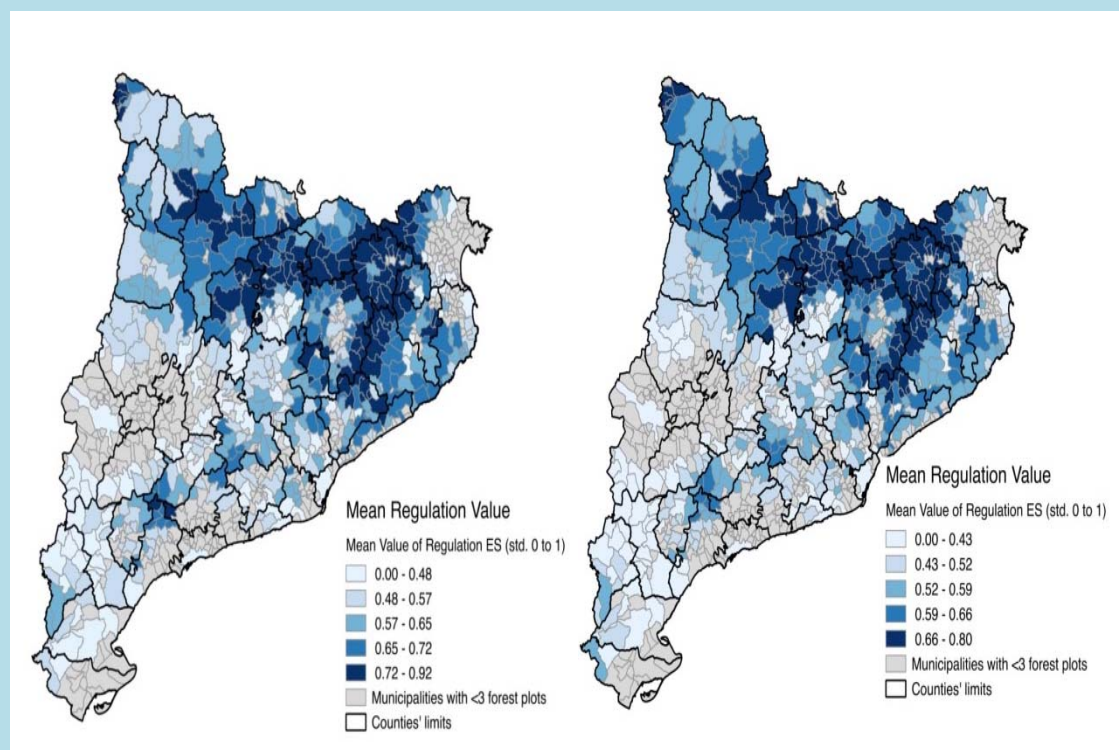 Mean Regulation Value
Mean Value of Regulation ES (std. 0 to 1)
0.00 - 0.48
0.48 - 0.57
0.57 - 0.65
0.65 - 0.72
0.72 - 0.92
Municipalities with <3 forest plots
Counties' limits
Mean Regulation Value
Mean Value of Regulation ES (std. 0 to 1)
0.00 - 0.43
0.43 - 0.52
0.52 - 0.59
0.59 - 0.66
0.66 - 0.80
Municipalities with <3 forest plots
Counties' limits